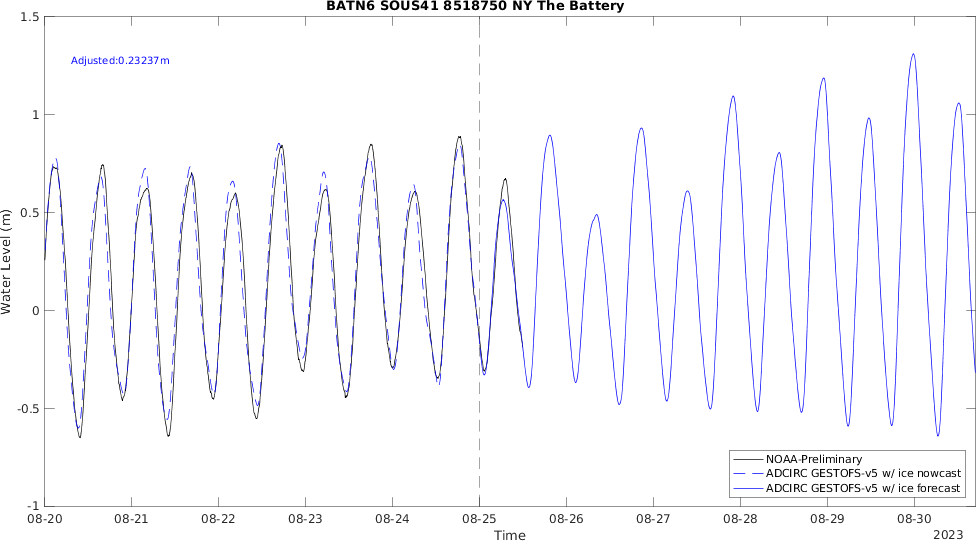 BATN6 SOUS41 8518750 NY The Battery
1.5
Adjusted:0.23237m
1
0.5
Water Level (m)
0
-0.5
NOAA-Preliminary
ADCIRC GESTOFS-v5 w/ ice nowcast
ADCIRC GESTOFS-v5 w/ ice forecast
-1
08-20 08-21 08-22 08-23 08-24 08-25 08-26 08-27 08-28 08-29 08-30
Time 2023